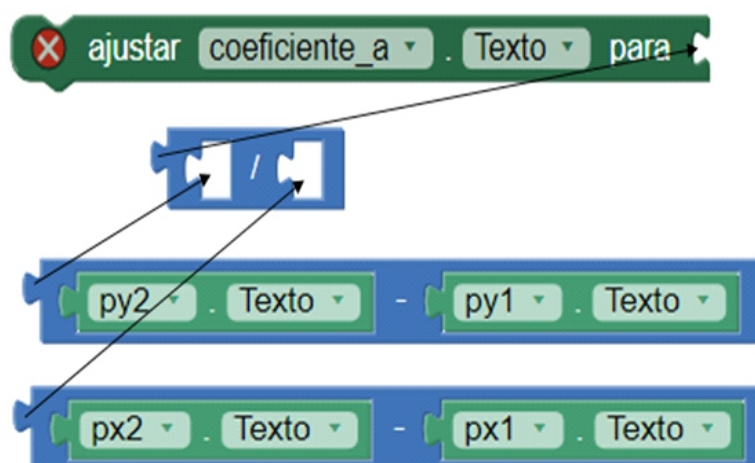 ajustar coeficiente_a . Texto para
/
py2 . Texto - py1 . Texto
px2 . Texto - px1 . Texto